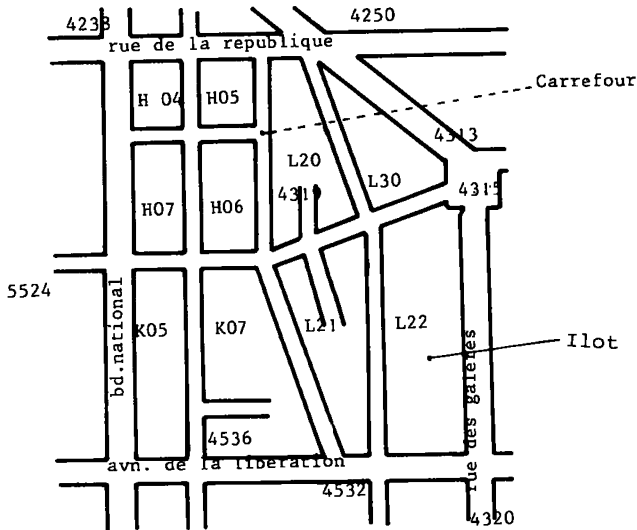 4238
4250
rue de la republique
H 04
H05
Carrefour
4313
L20
L30
4315
H07
H06
5524
bd.national
K05
K07
L21
L22
Ilot
rue des galeres
4536
avn. de la liberation
4532
4320